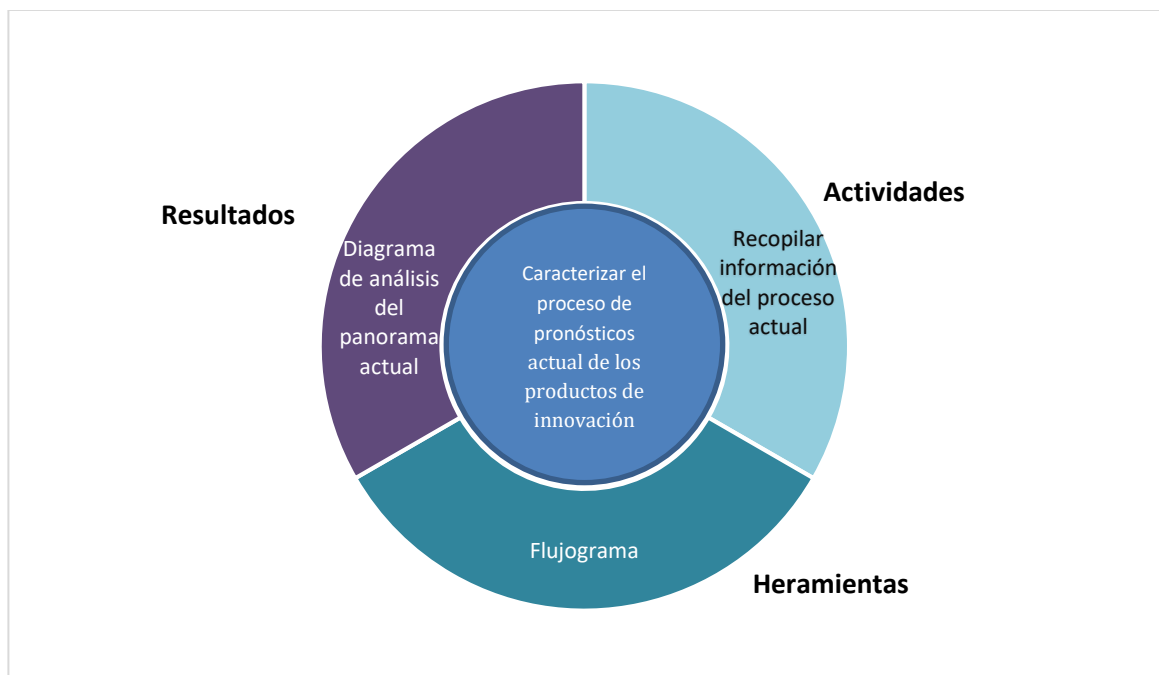 Resultados
Diagrama
de análisis
del
panorama
actual
Caracterizar el
proceso de
pronósticos
actual de los
productos de
innovación
Actividades
Recopilar
información
del proceso
actual
Flujograma
Heramientas